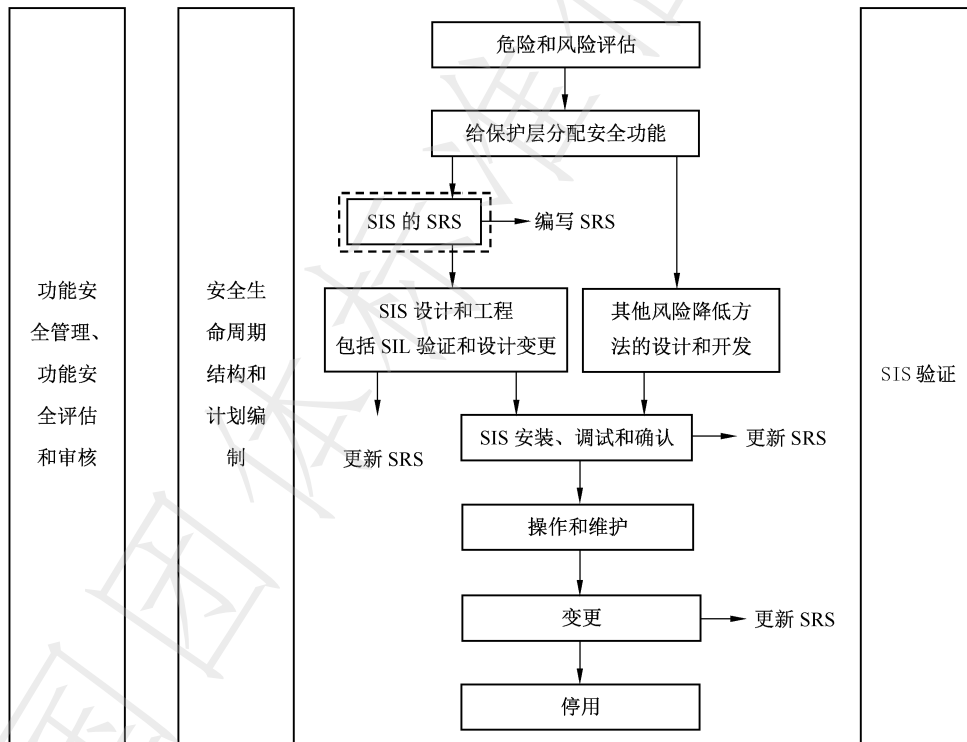 危险和风险评估
给保护层分配安全功能
SIS 的 SRS
编写 SRS
功能安
全管理、
功能安
全评估
和审核
安全生
命周期
结构和
计划编
制
SIS 设计和工程
包括 SIL 验证和设计变更
其他风险降低方
法的设计和开发
SIS 验证
更新 SRS
SIS 安装、调试和确认
更新 SRS
操作和维护
变更
更新 SRS
停用
国团体标准